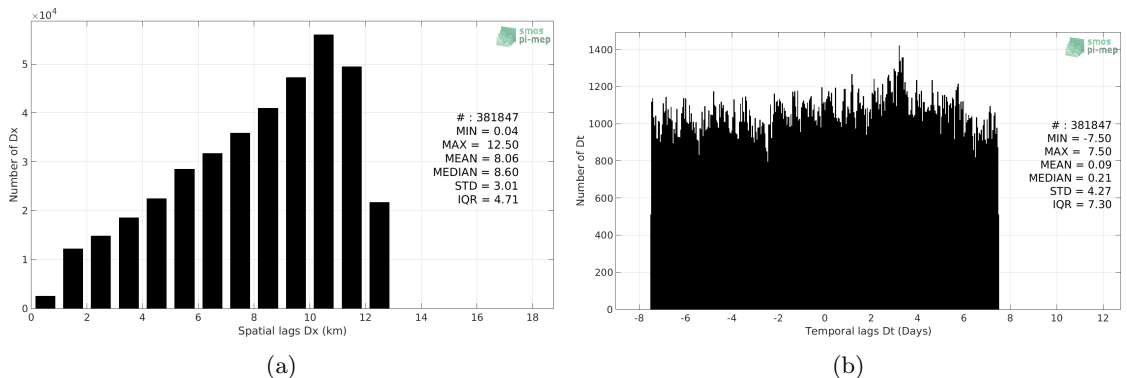 ×10⁴
smos
pi-mep
5
4
3
2
1
0
Number of Dx
# : 381847
MIN = 0.04
MAX = 12.50
MEAN = 8.06
MEDIAN = 8.60
STD = 3.01
IQR = 4.71
0 2 4 6 8 10 12 14 16 18
Spatial lags Dx (km)
(a)
smos
pi-mep
1400
1200
1000
800
600
400
200
0
Number of Dt
# : 381847
MIN = -7.50
MAX = 7.50
MEAN = 0.09
MEDIAN = 0.21
STD = 4.27
IQR = 7.30
-8 -6 -4 -2 0 2 4 6 8 10 12
Temporal lags Dt (Days)
(b)